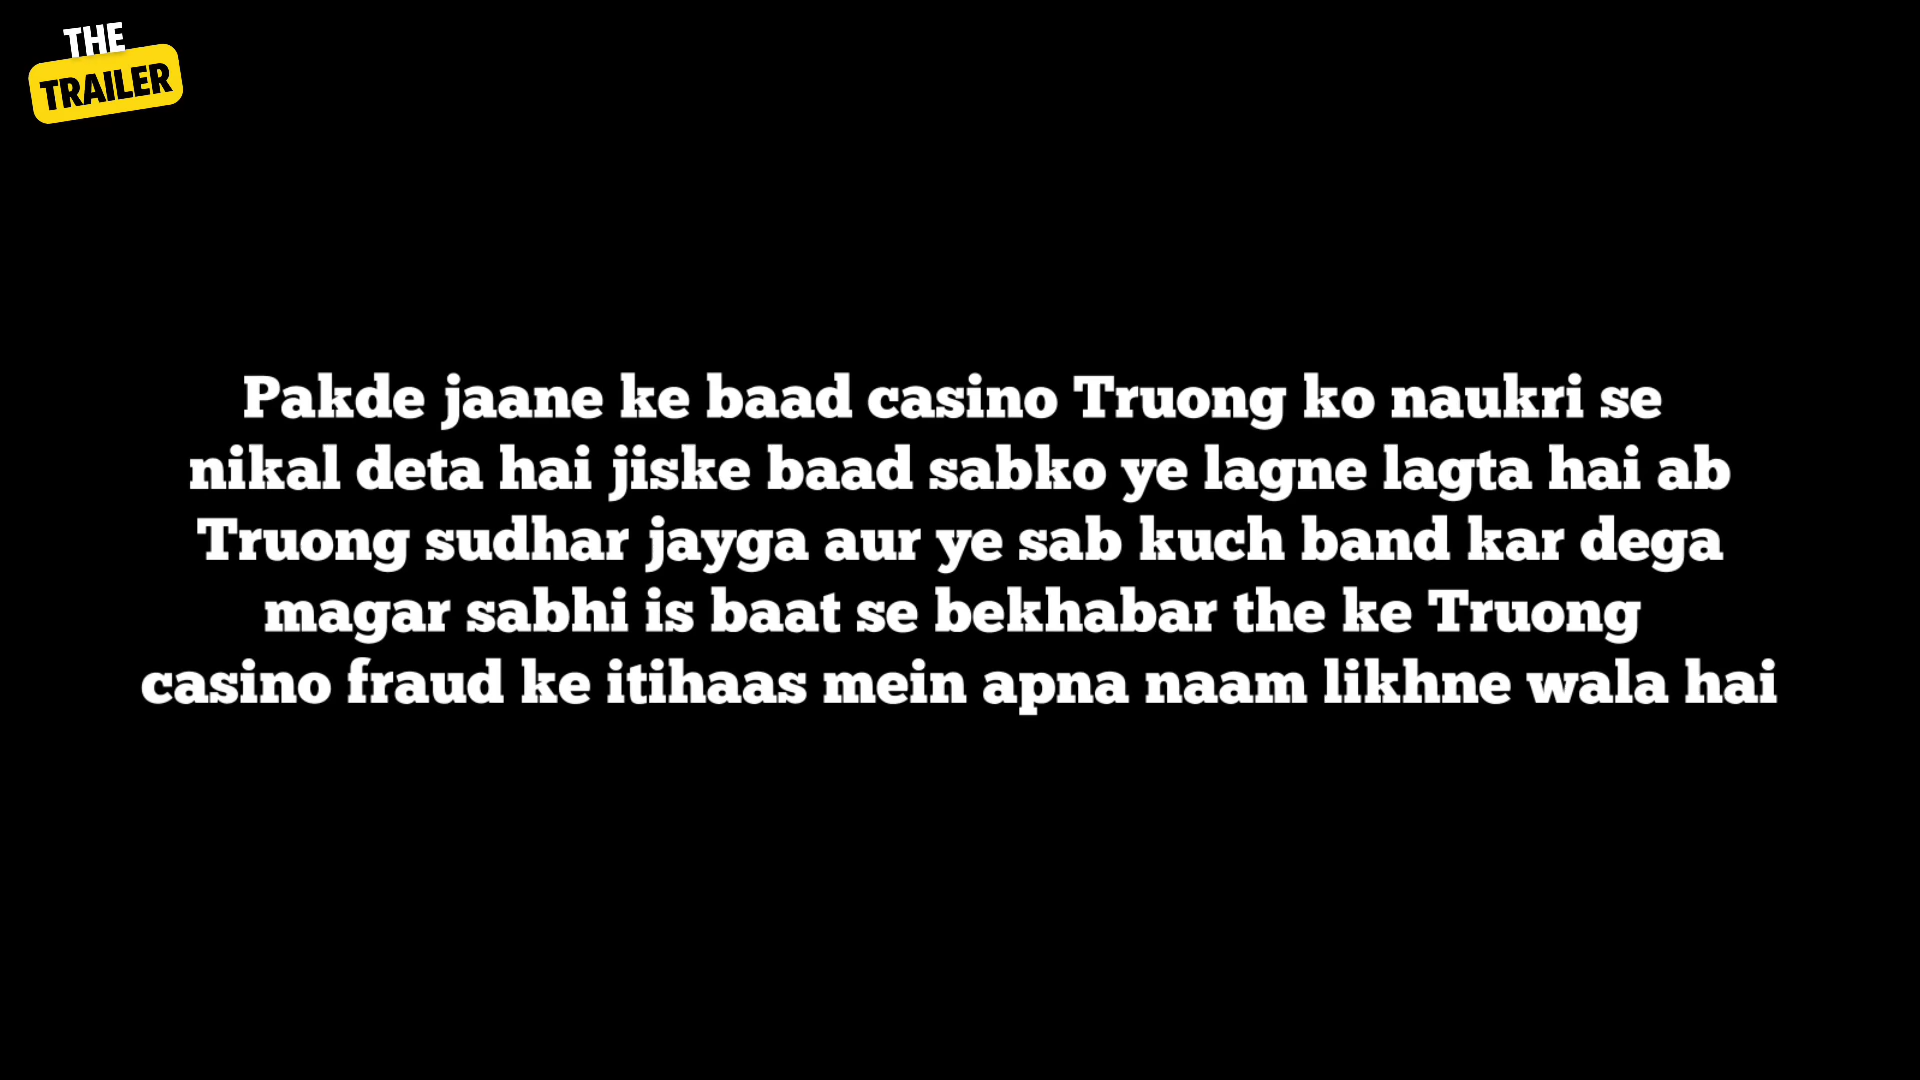 THE
TRAILER
Pakde jaane ke baad casino Truong ko naukri se
nikal deta hai jiske baad sabko ye lagne lagta hai ab
Truong sudhar jayga aur ye sab kuch band kar dega
magar sabhi is baat se bekhabar the ke Truong
casino fraud ke itihaas mein apna naam likhne wala hai